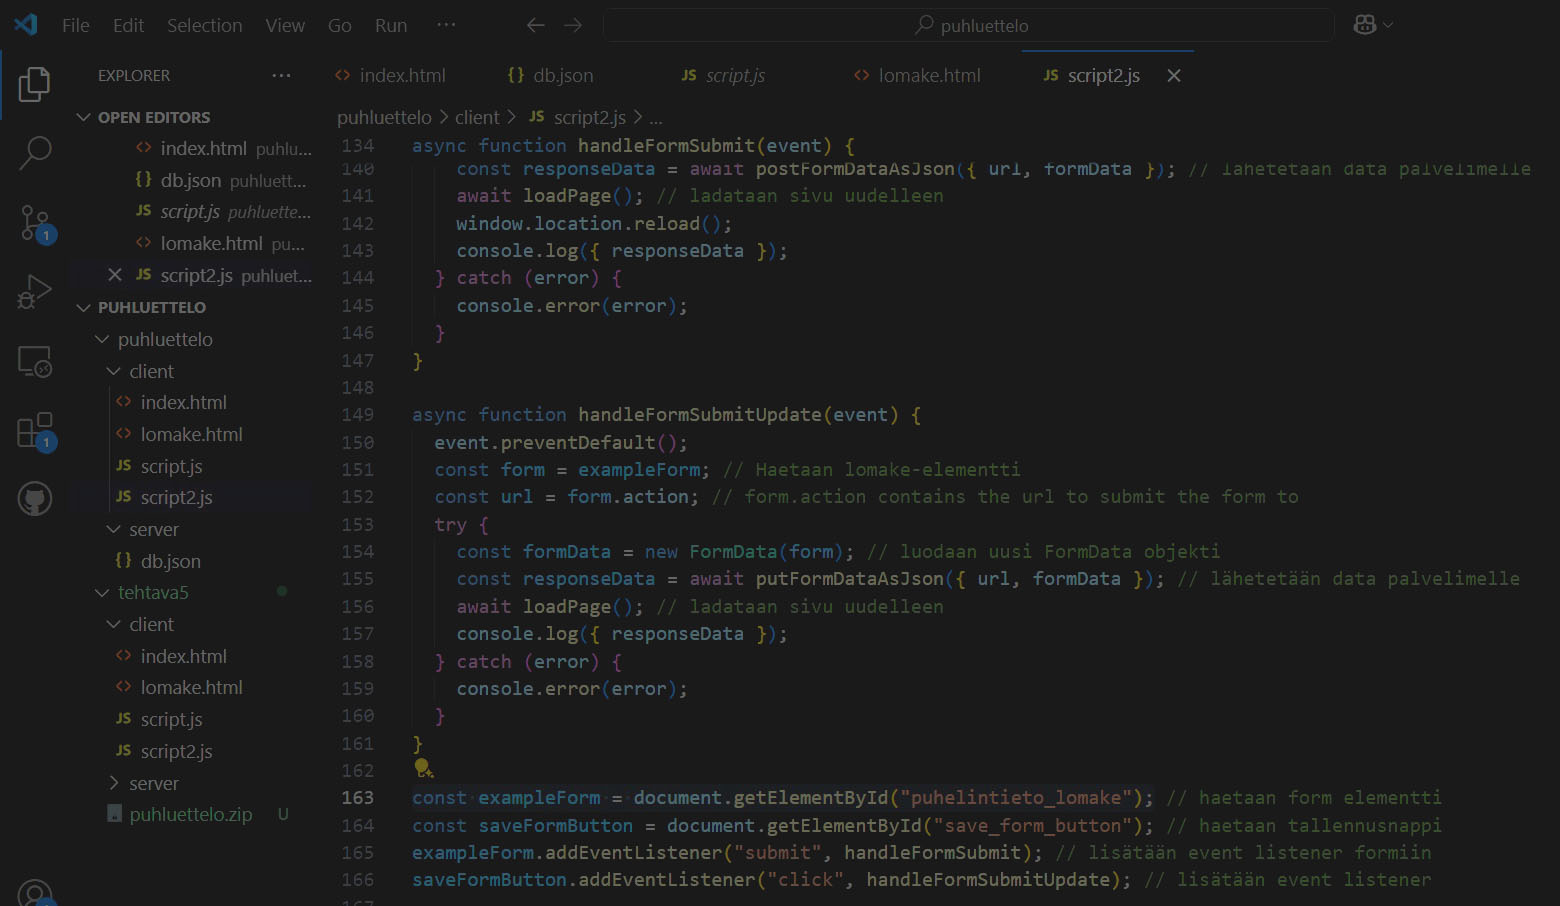 File Edit Selection View Go Run ··· puhluettelo
EXPLORER ···
OPEN EDITORS
index.html puhlu...
db.json puhluett...
script.js puhluette...
lomake.html pu...
script2.js puhluet...
PUHLUETTELO
puhluettelo
client
index.html
lomake.html
script.js
script2.js
server
db.json
tehtava5
client
index.html
lomake.html
script.js
script2.js
server
puhluettelo.zip U
1
1
index.html db.json script.js lomake.html script2.js
puhluettelo > client > JS script2.js > ...
134 async function handleFormSubmit(event) {
140 const responseData = await postFormDataAsJson({ url, formData }); // lähetetään data palvelimelle
141 await loadPage(); // ladataan sivu uudelleen
142 window.location.reload();
143 console.log({ responseData });
144 } catch (error) {
145 console.error(error);
146 }
147 }
148
149 async function handleFormSubmitUpdate(event) {
150 event.preventDefault();
151 const form = exampleForm; // Haetaan lomake-elementti
152 const url = form.action; // form.action contains the url to submit the form to
153 try {
154 const formData = new FormData(form); // luodaan uusi FormData objekti
155 const responseData = await putFormDataAsJson({ url, formData }); // lähetetään data palvelimelle
156 await loadPage(); // ladataan sivu uudelleen
157 console.log({ responseData });
158 } catch (error) {
159 console.error(error);
160 }
161 }
162
163 const exampleForm = document.getElementById("puhelintieto_lomake"); // haetaan form elementti
164 const saveFormButton = document.getElementById("save_form_button"); // haetaan tallennusnappi
165 exampleForm.addEventListener("submit", handleFormSubmit); // lisätään event listener formiin
166 saveFormButton.addEventListener("click", handleFormSubmitUpdate); // lisätään event listener